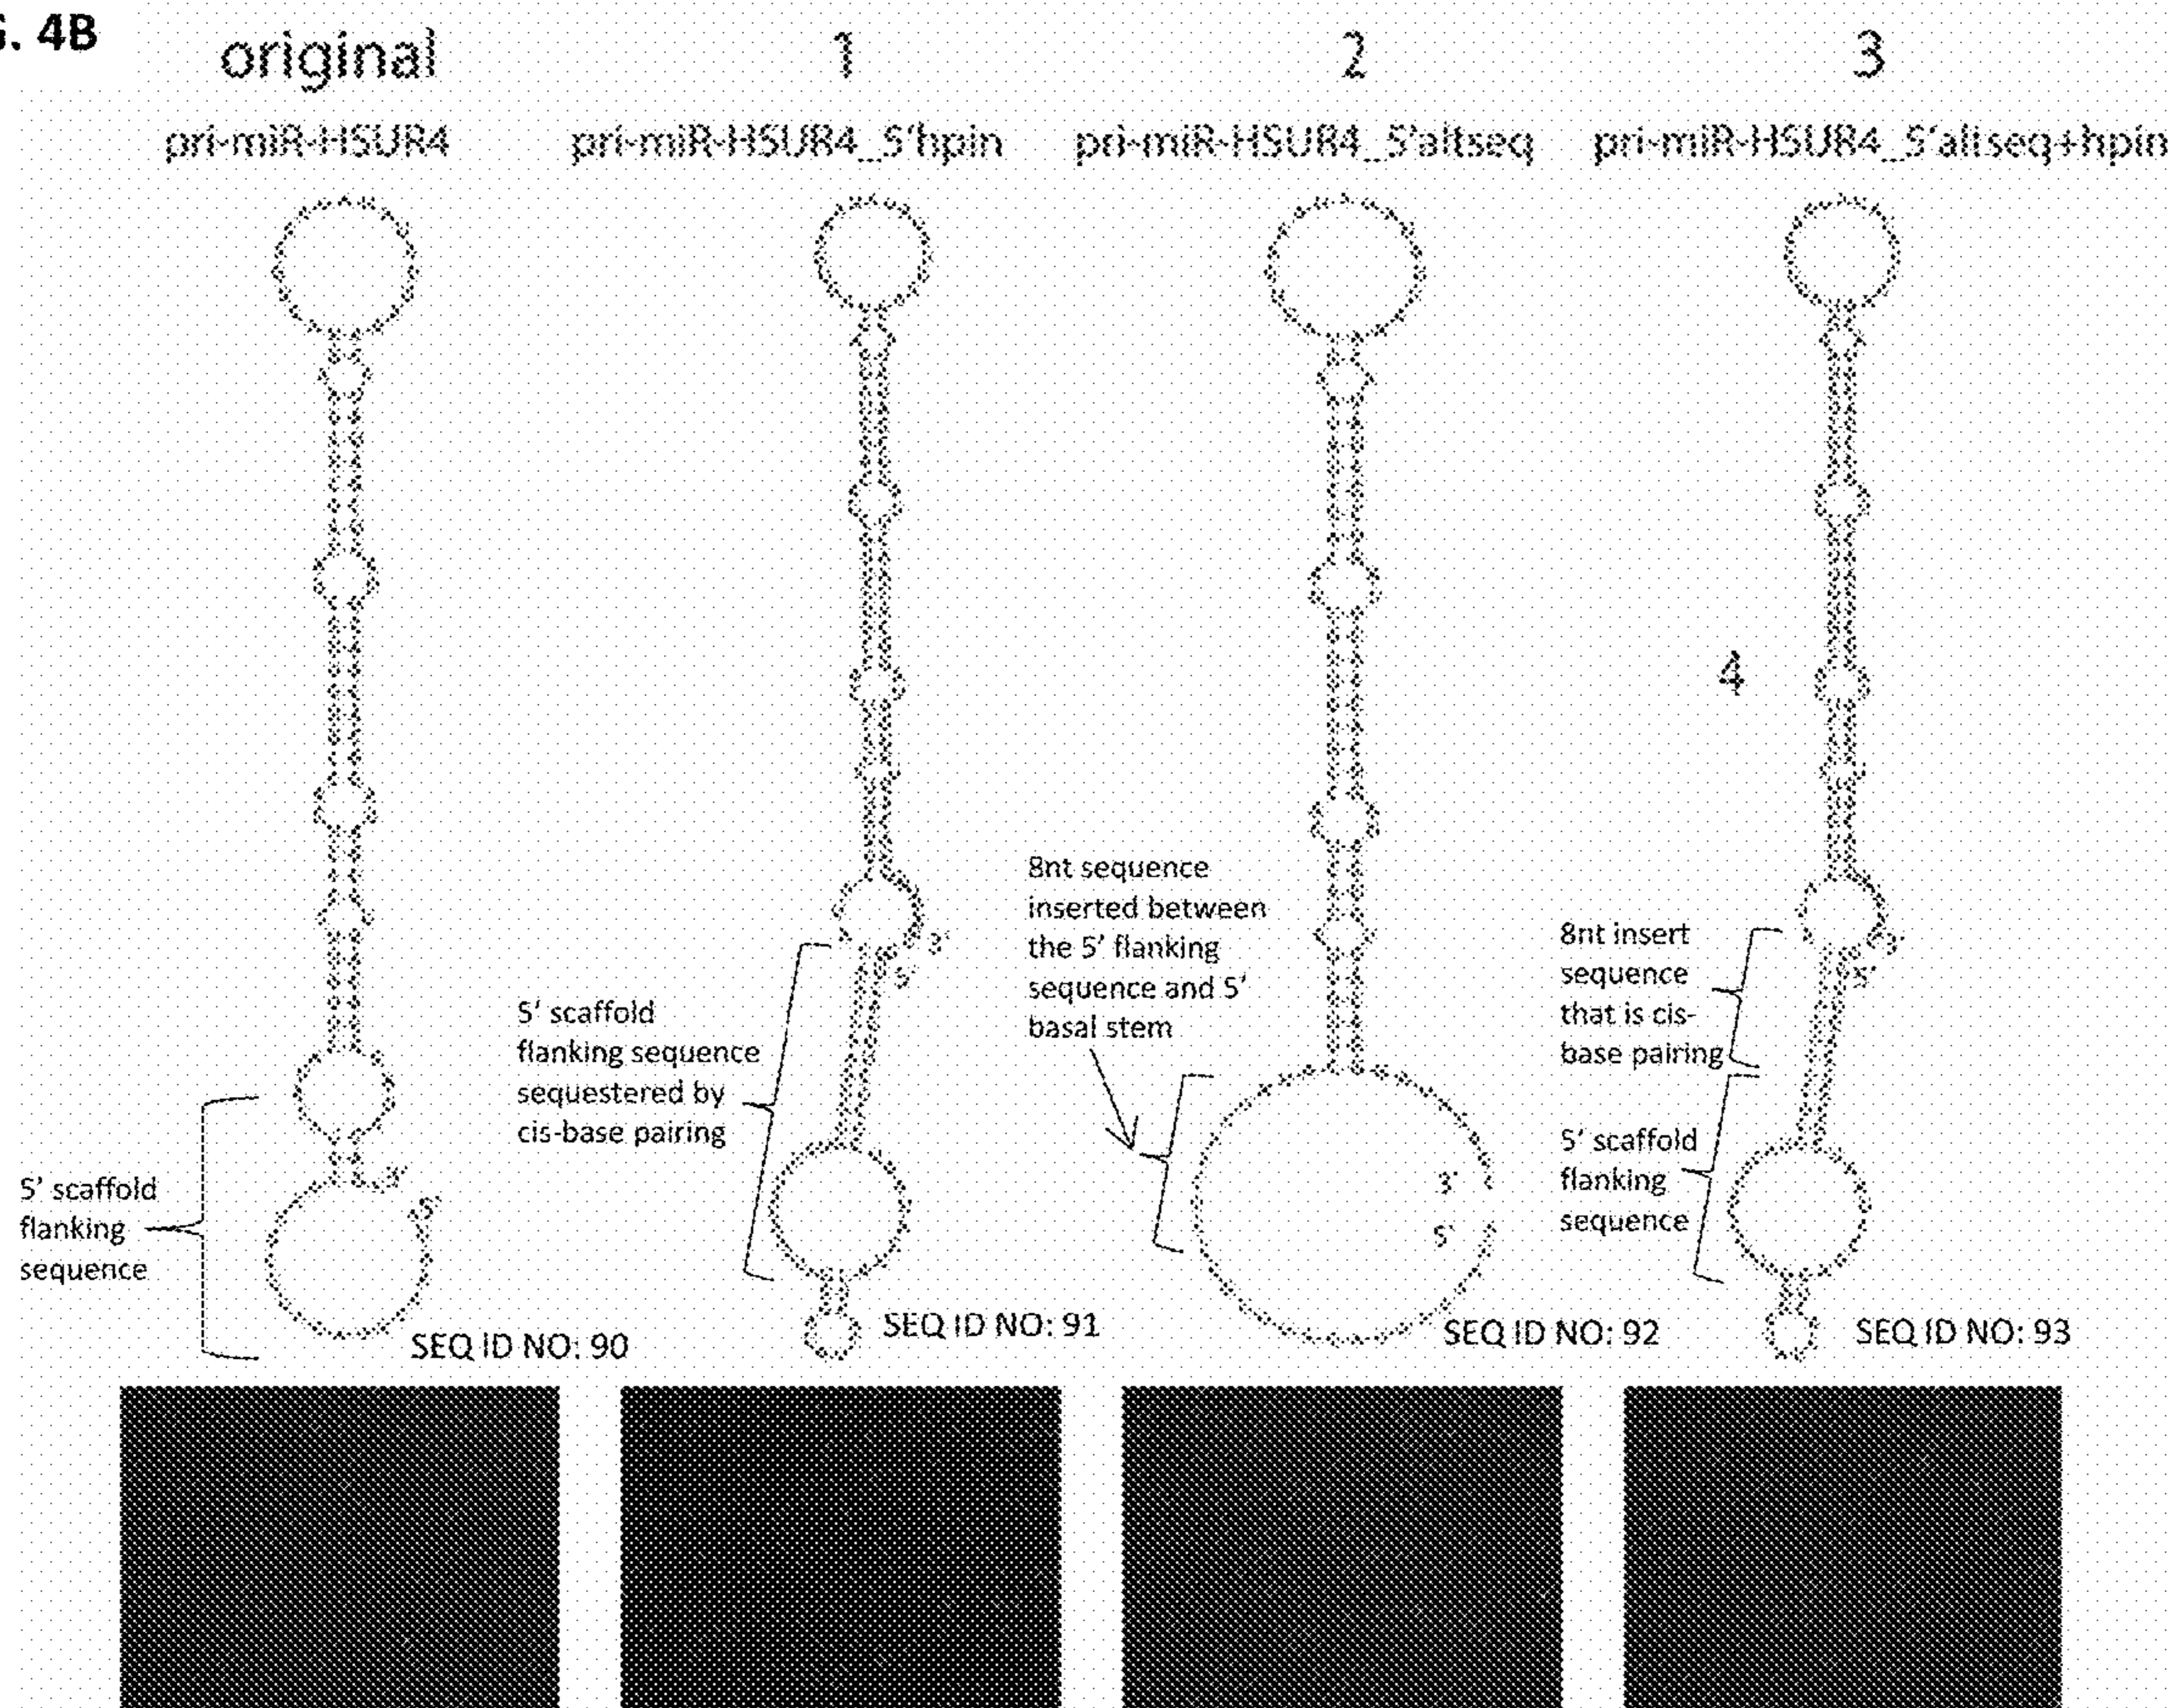 G. 4B
original
1
2
3
pri-miR-HSUR4
pri-miR-HSUR4_5'hpin
pri-miR-HSUR4_5'altseq
pri-miR-HSUR4_5'altseq+hpin
4
8nt sequence
inserted between
the 5' flanking
sequence and 5'
basal stem
8nt insert
sequence
that is cis-
base pairing
3'
5'
3'
5'
5' scaffold
flanking sequence
sequestered by
cis-base pairing
5' scaffold
flanking
sequence
3'
5'
3'
5'
5' scaffold
flanking
sequence
SEQ ID NO: 90
SEQ ID NO: 91
SEQ ID NO: 92
SEQ ID NO: 93